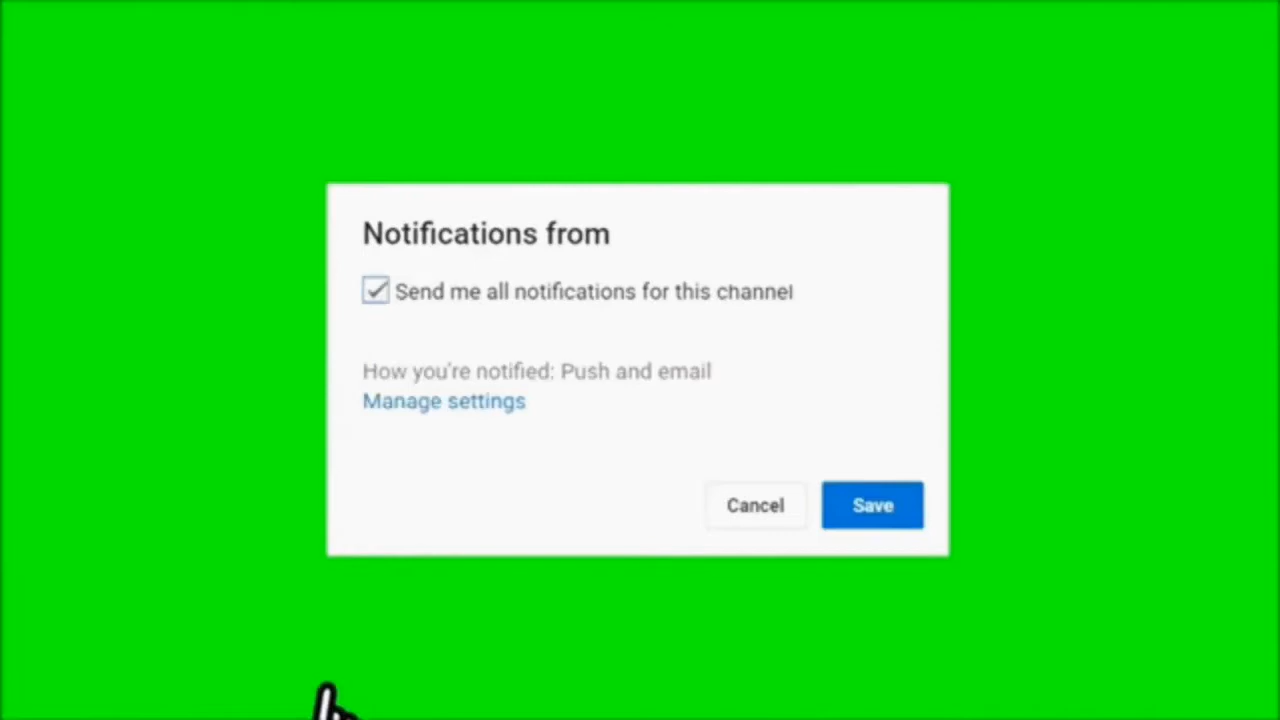 Notifications from
Send me all notifications for this channel
How you're notified: Push and email
Manage settings
Cancel Save